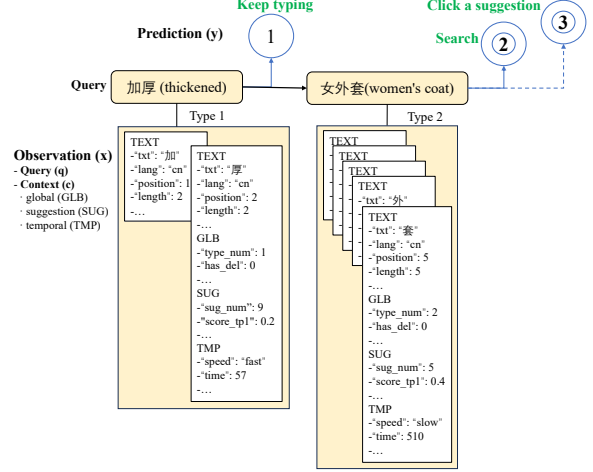 Keep typing
Click a suggestion
Prediction (y)
1
Search
2
3
Query
加厚 (thickened)
女外套(women's coat)
Type 1
Type 2
Observation (x)
- Query (q)
- Context (c)
· global (GLB)
· suggestion (SUG)
· temporal (TMP)
TEXT
-"txt": "加"
-"lang": "cn"
-"position": 1
-"length": 2
-...
TEXT
-"txt": "厚"
-"lang": "cn"
-"position": 2
-"length": 2
-...
GLB
-"type_num": 1
-"has_del": 0
-...
SUG
-"sug_num": 9
-"score_tp1": 0.2
-...
TMP
-"speed": "fast"
-"time": 57
-...
TEXT
TEXT
TEXT
TEXT
-"txt": "外"
TEXT
-"txt": "套"
-"lang": "cn"
-"position": 5
-"length": 5
-...
GLB
-"type_num": 2
-"has_del": 0
-...
SUG
-"sug_num": 5
-"score_tp1": 0.4
-...
TMP
-"speed": "slow"
-"time": 510
-...